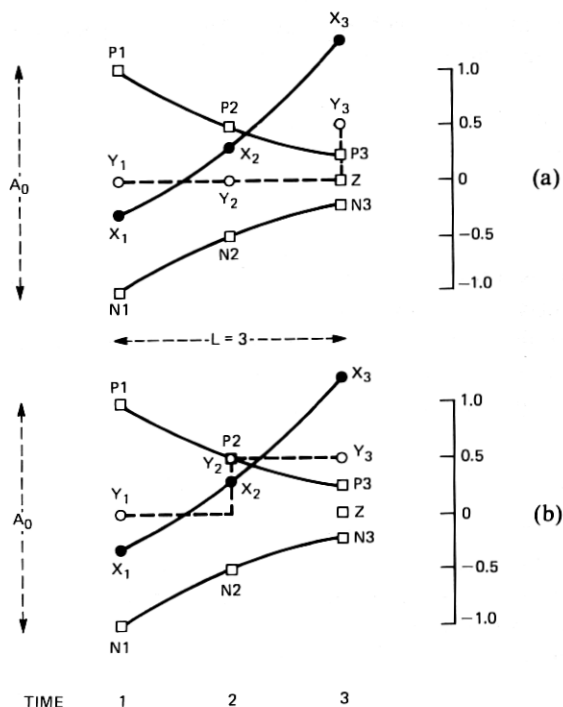 X3
P1
1.0
P2
Y3
0.5
X2
P3
(a)
Y1
A0
Z
0
Y2
X1
N3
N2
−0.5
N1
−1.0
L = 3
P1
X3
1.0
P2
Y2
Y3
0.5
X2
P3
Y1
A0
Z
0
(b)
N3
X1
N2
−0.5
N1
−1.0
TIME 1 2 3